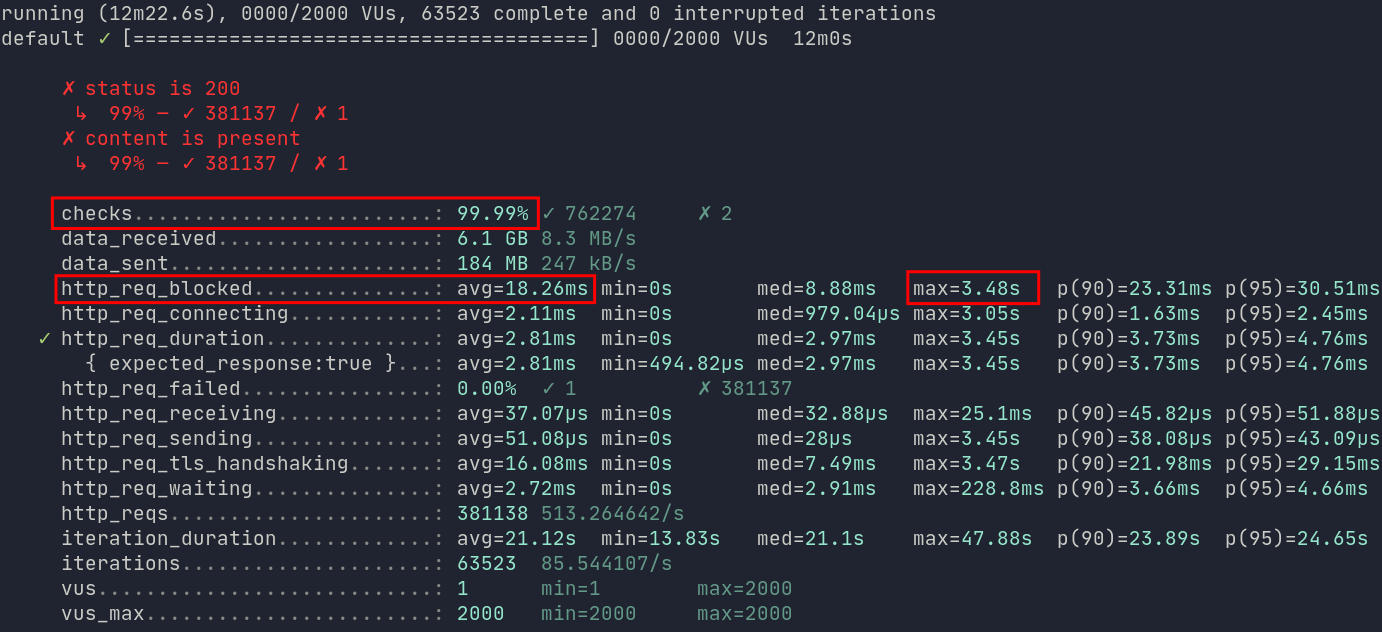 running (12m22.6s), 0000/2000 VUs, 63523 complete and 0 interrupted iterations
default ✓ [======================================] 0000/2000 VUs  12m0s
✗ status is 200
↳  99% — ✓ 381137 / ✗ 1
✗ content is present
↳  99% — ✓ 381137 / ✗ 1
checks.........................: 99.99% ✓ 762274     ✗ 2
data_received..................: 6.1 GB 8.3 MB/s
data_sent......................: 184 MB 247 kB/s
http_req_blocked...............: avg=18.26ms min=0s       med=8.88ms   max=3.48s   p(90)=23.31ms p(95)=30.51ms
http_req_connecting............: avg=2.11ms  min=0s       med=979.04µs max=3.05s   p(90)=1.63ms  p(95)=2.45ms
✓ http_req_duration..............: avg=2.81ms  min=0s       med=2.97ms   max=3.45s   p(90)=3.73ms  p(95)=4.76ms
{ expected_response:true }...: avg=2.81ms  min=494.82µs med=2.97ms   max=3.45s   p(90)=3.73ms  p(95)=4.76ms
http_req_failed................: 0.00%  ✓ 1          ✗ 381137
http_req_receiving.............: avg=37.07µs min=0s       med=32.88µs  max=25.1ms  p(90)=45.82µs p(95)=51.88µs
http_req_sending...............: avg=51.08µs min=0s       med=28µs     max=3.45s   p(90)=38.08µs p(95)=43.09µs
http_req_tls_handshaking.......: avg=16.08ms min=0s       med=7.49ms   max=3.47s   p(90)=21.98ms p(95)=29.15ms
http_req_waiting...............: avg=2.72ms  min=0s       med=2.91ms   max=228.8ms p(90)=3.66ms  p(95)=4.66ms
http_reqs......................: 381138 513.264642/s
iteration_duration.............: avg=21.12s  min=13.83s   med=21.1s    max=47.88s  p(90)=23.89s  p(95)=24.65s
iterations.....................: 63523  85.544107/s
vus............................: 1      min=1        max=2000
vus_max........................: 2000   min=2000     max=2000